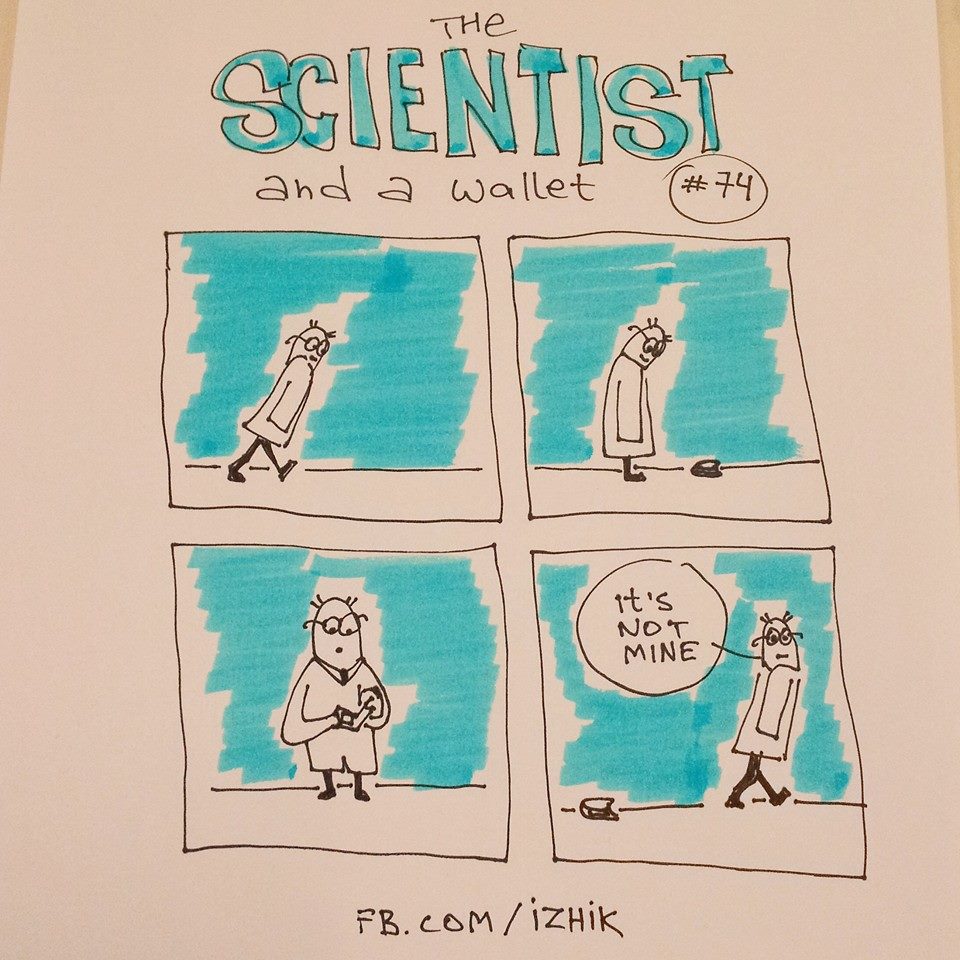 THe
SCIENTIST
and a wallet
#74
it's
NOT
MINE
FB.COM/iZHiK